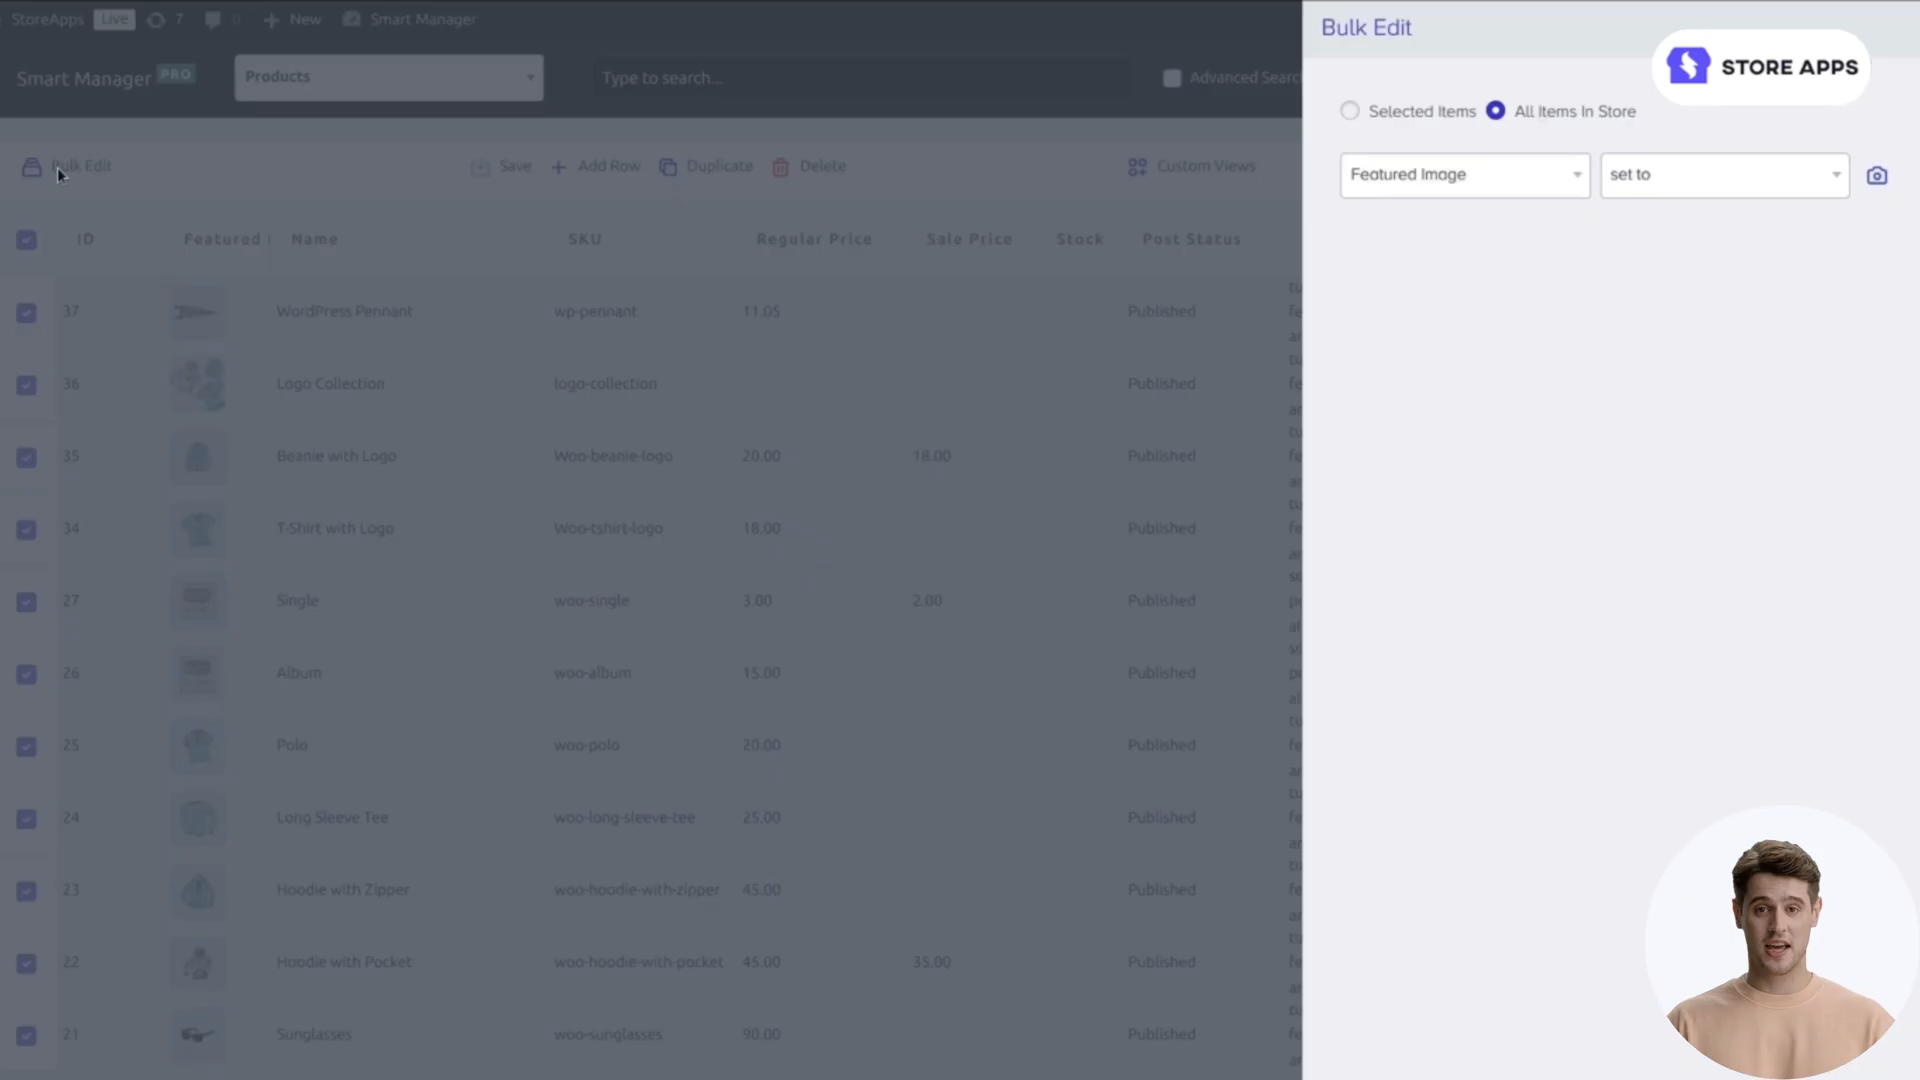 StoreApps Live 7 0 New Smart Manager
Smart Manager PRO Products Type to search... Advanced Searc
Bulk Edit Save Add Row Duplicate Delete Custom Views
ID Featured Name SKU Regular Price Sale Price Stock Post Status
37 WordPress Pennant wp-pennant 11.05 Published
36 Logo Collection logo-collection Published
35 Beanie with Logo Woo-beanie-logo 20.00 18.00 Published
34 T-Shirt with Logo Woo-tshirt-logo 18.00 Published
27 Single woo-single 3.00 2.00 Published
26 Album woo-album 15.00 Published
25 Polo woo-polo 20.00 Published
24 Long Sleeve Tee woo-long-sleeve-tee 25.00 Published
23 Hoodie with Zipper woo-hoodie-with-zipper 45.00 Published
22 Hoodie with Pocket woo-hoodie-with-pocket 45.00 35.00 Published
21 Sunglasses woo-sunglasses 90.00 Published
Bulk Edit
STORE APPS
Selected Items All Items In Store
Featured Image set to